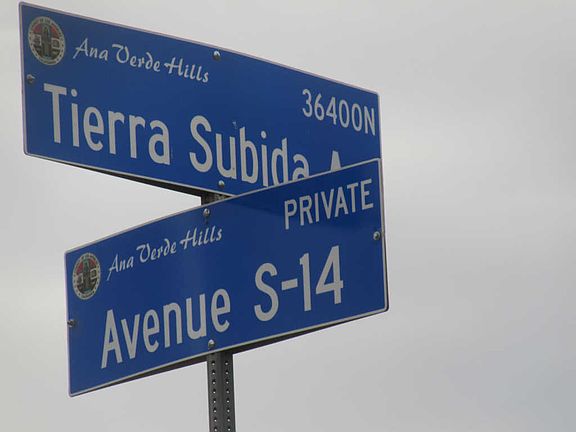 Ana Verde Hills
36400N
Tierra Subida
Ana Verde Hills
PRIVATE
Avenue S-14